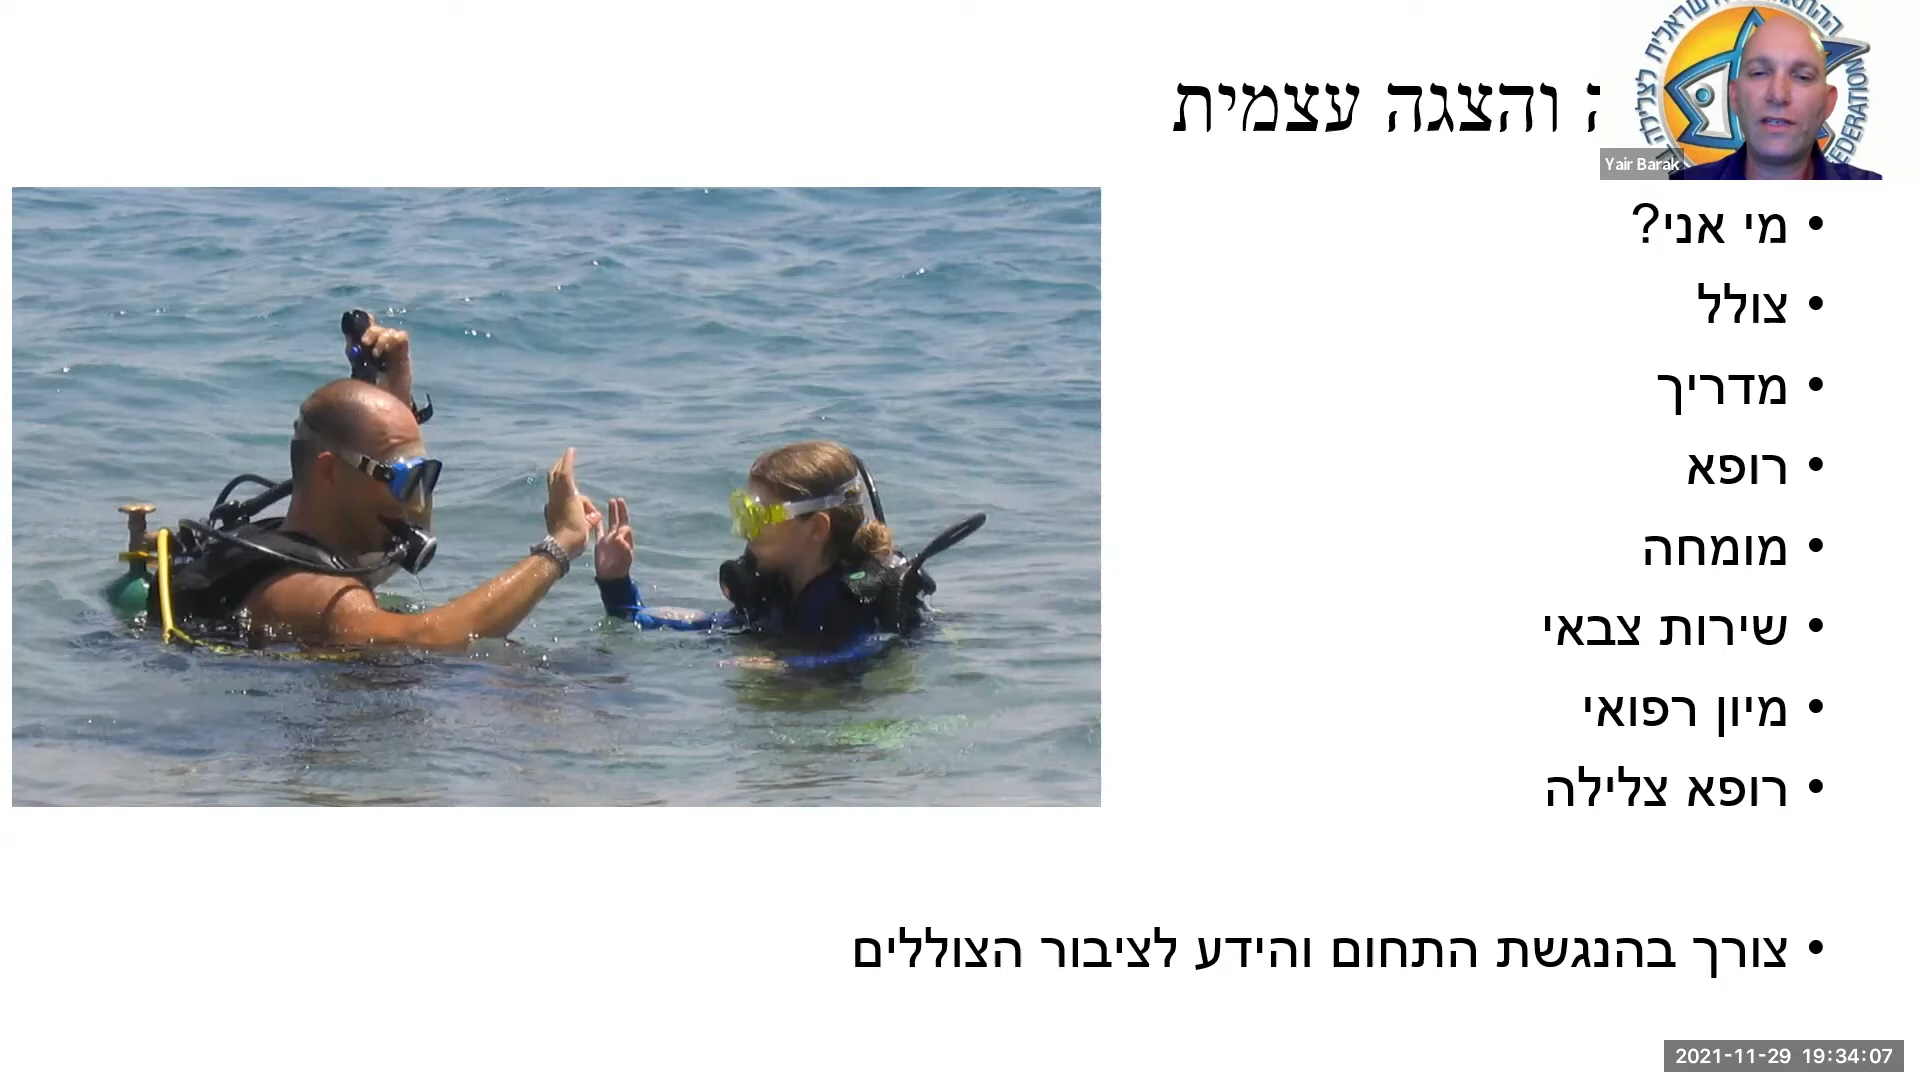 והצגה עצמית
Yair Barak
FEDERATION
• מי אני?
• צולל
• מדריך
• רופא
• מומחה
• שירות צבאי
• מיון רפואי
• רופא צלילה
• צורך בהנגשת התחום והידע לציבור הצוללים
2021-11-29 19:34:07